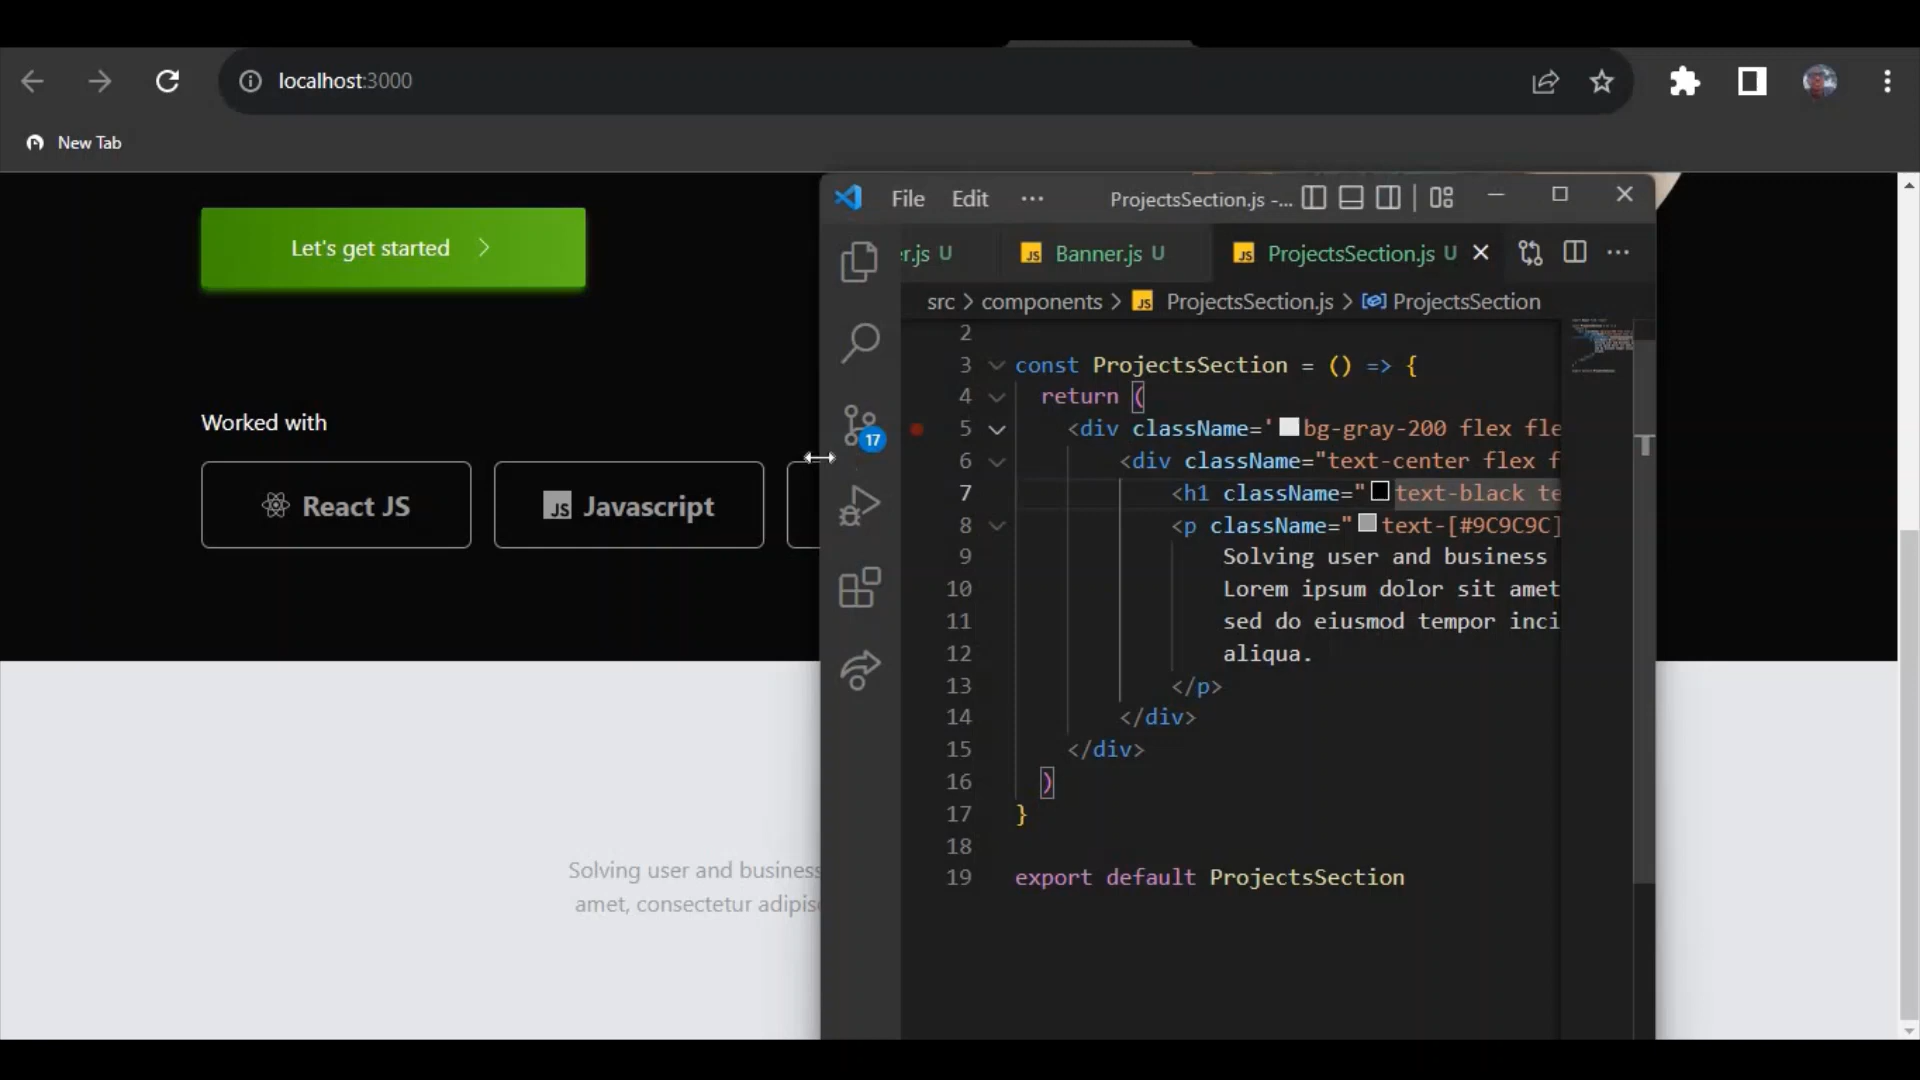 localhost:3000
New Tab
Let's get started
Worked with
React JS
JS Javascript
Solving user and business
amet, consectetur adipis
File Edit ··· ProjectsSection.js -...
er.js U JS Banner.js U JS ProjectsSection.js U
src > components > JS ProjectsSection.js > ProjectsSection
17
2
3 const ProjectsSection = () => {
4 return (
5 <div className='bg-gray-200 flex fle
6 <div className="text-center flex f
7 <h1 className="text-black te
8 <p className="text-[#9C9C9C]
9 Solving user and business
10 Lorem ipsum dolor sit amet
11 sed do eiusmod tempor inci
12 aliqua.
13 </p>
14 </div>
15 </div>
16 )
17 }
18
19 export default ProjectsSection